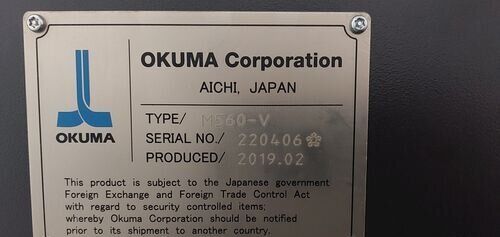 OKUMA Corporation
AICHI, JAPAN
OKUMA
TYPE/ M560-V
SERIAL NO./ 220406
PRODUCED/ 2019.02
This product is subject to the Japanese government
Foreign Exchange and Foreign Trade Control Act
with regard to security controlled items;
whereby Okuma Corporation should be notified
prior to its shipment to another country.